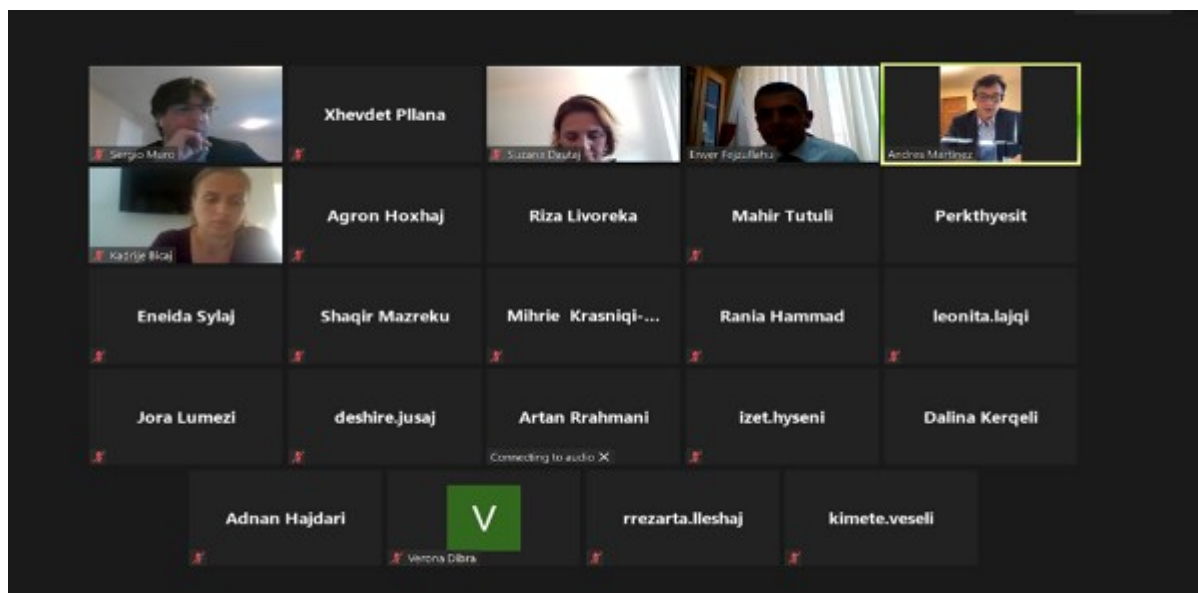 Sergio Muro
Xhevdet Pllana
Suzana Dautaj
Enver Fejzullahu
Andres Martinez
Kadrije Bicaj
Agron Hoxhaj
Riza Livoreka
Mahir Tutuli
Perkthyesit
Eneida Sylaj
Shaqir Mazreku
Mihrie Krasniqi-...
Rania Hammad
leonita.lajqi
Jora Lumezi
deshire.jusaj
Artan Rrahmani
Connecting to audio
izet.hyseni
Dalina Kerqeli
Adnan Hajdari
V
Verona Dibra
rrezarta.lleshaj
kimete.veseli